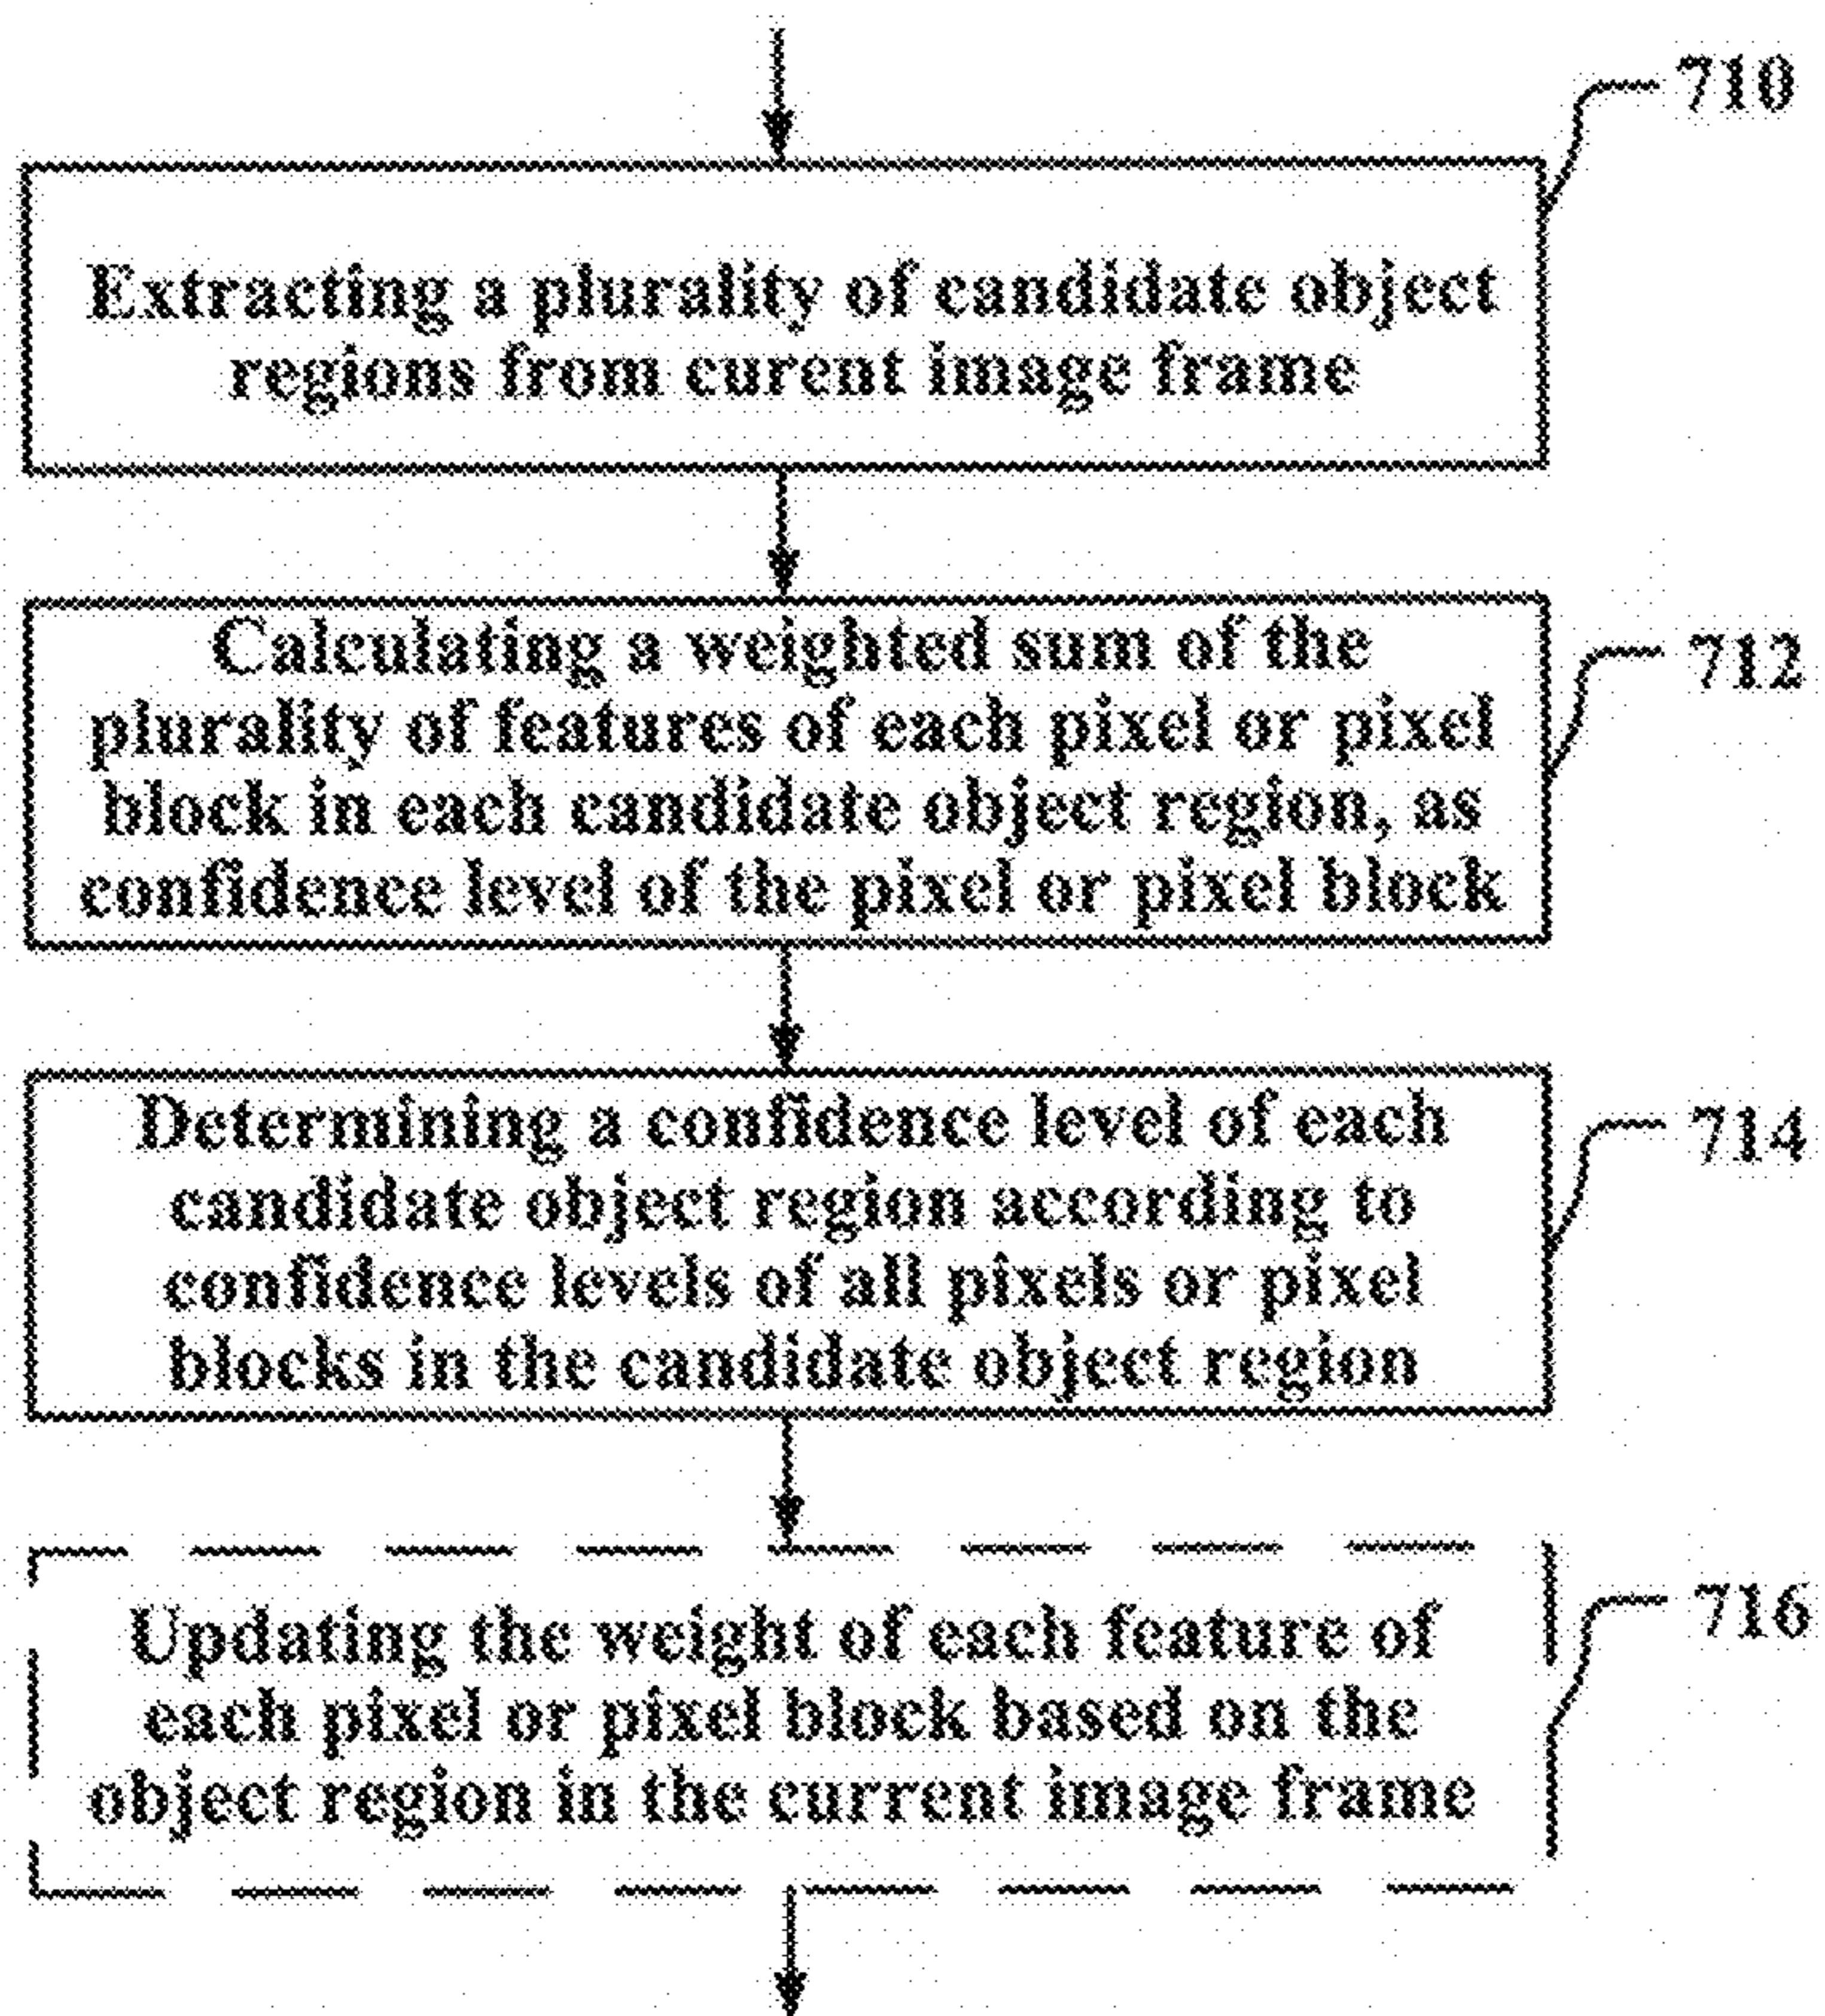 710
Extracting a plurality of candidate object
regions from curent image frame
Calculating a weighted sum of the
plurality of features of each pixel or pixel
block in each candidate object region, as
confidence level of the pixel or pixel block
712
Determining a confidence level of each
candidate object region according to
confidence levels of all pixels or pixel
blocks in the candidate object region
714
Updating the weight of each feature of
each pixel or pixel block based on the
object region in the current image frame
716